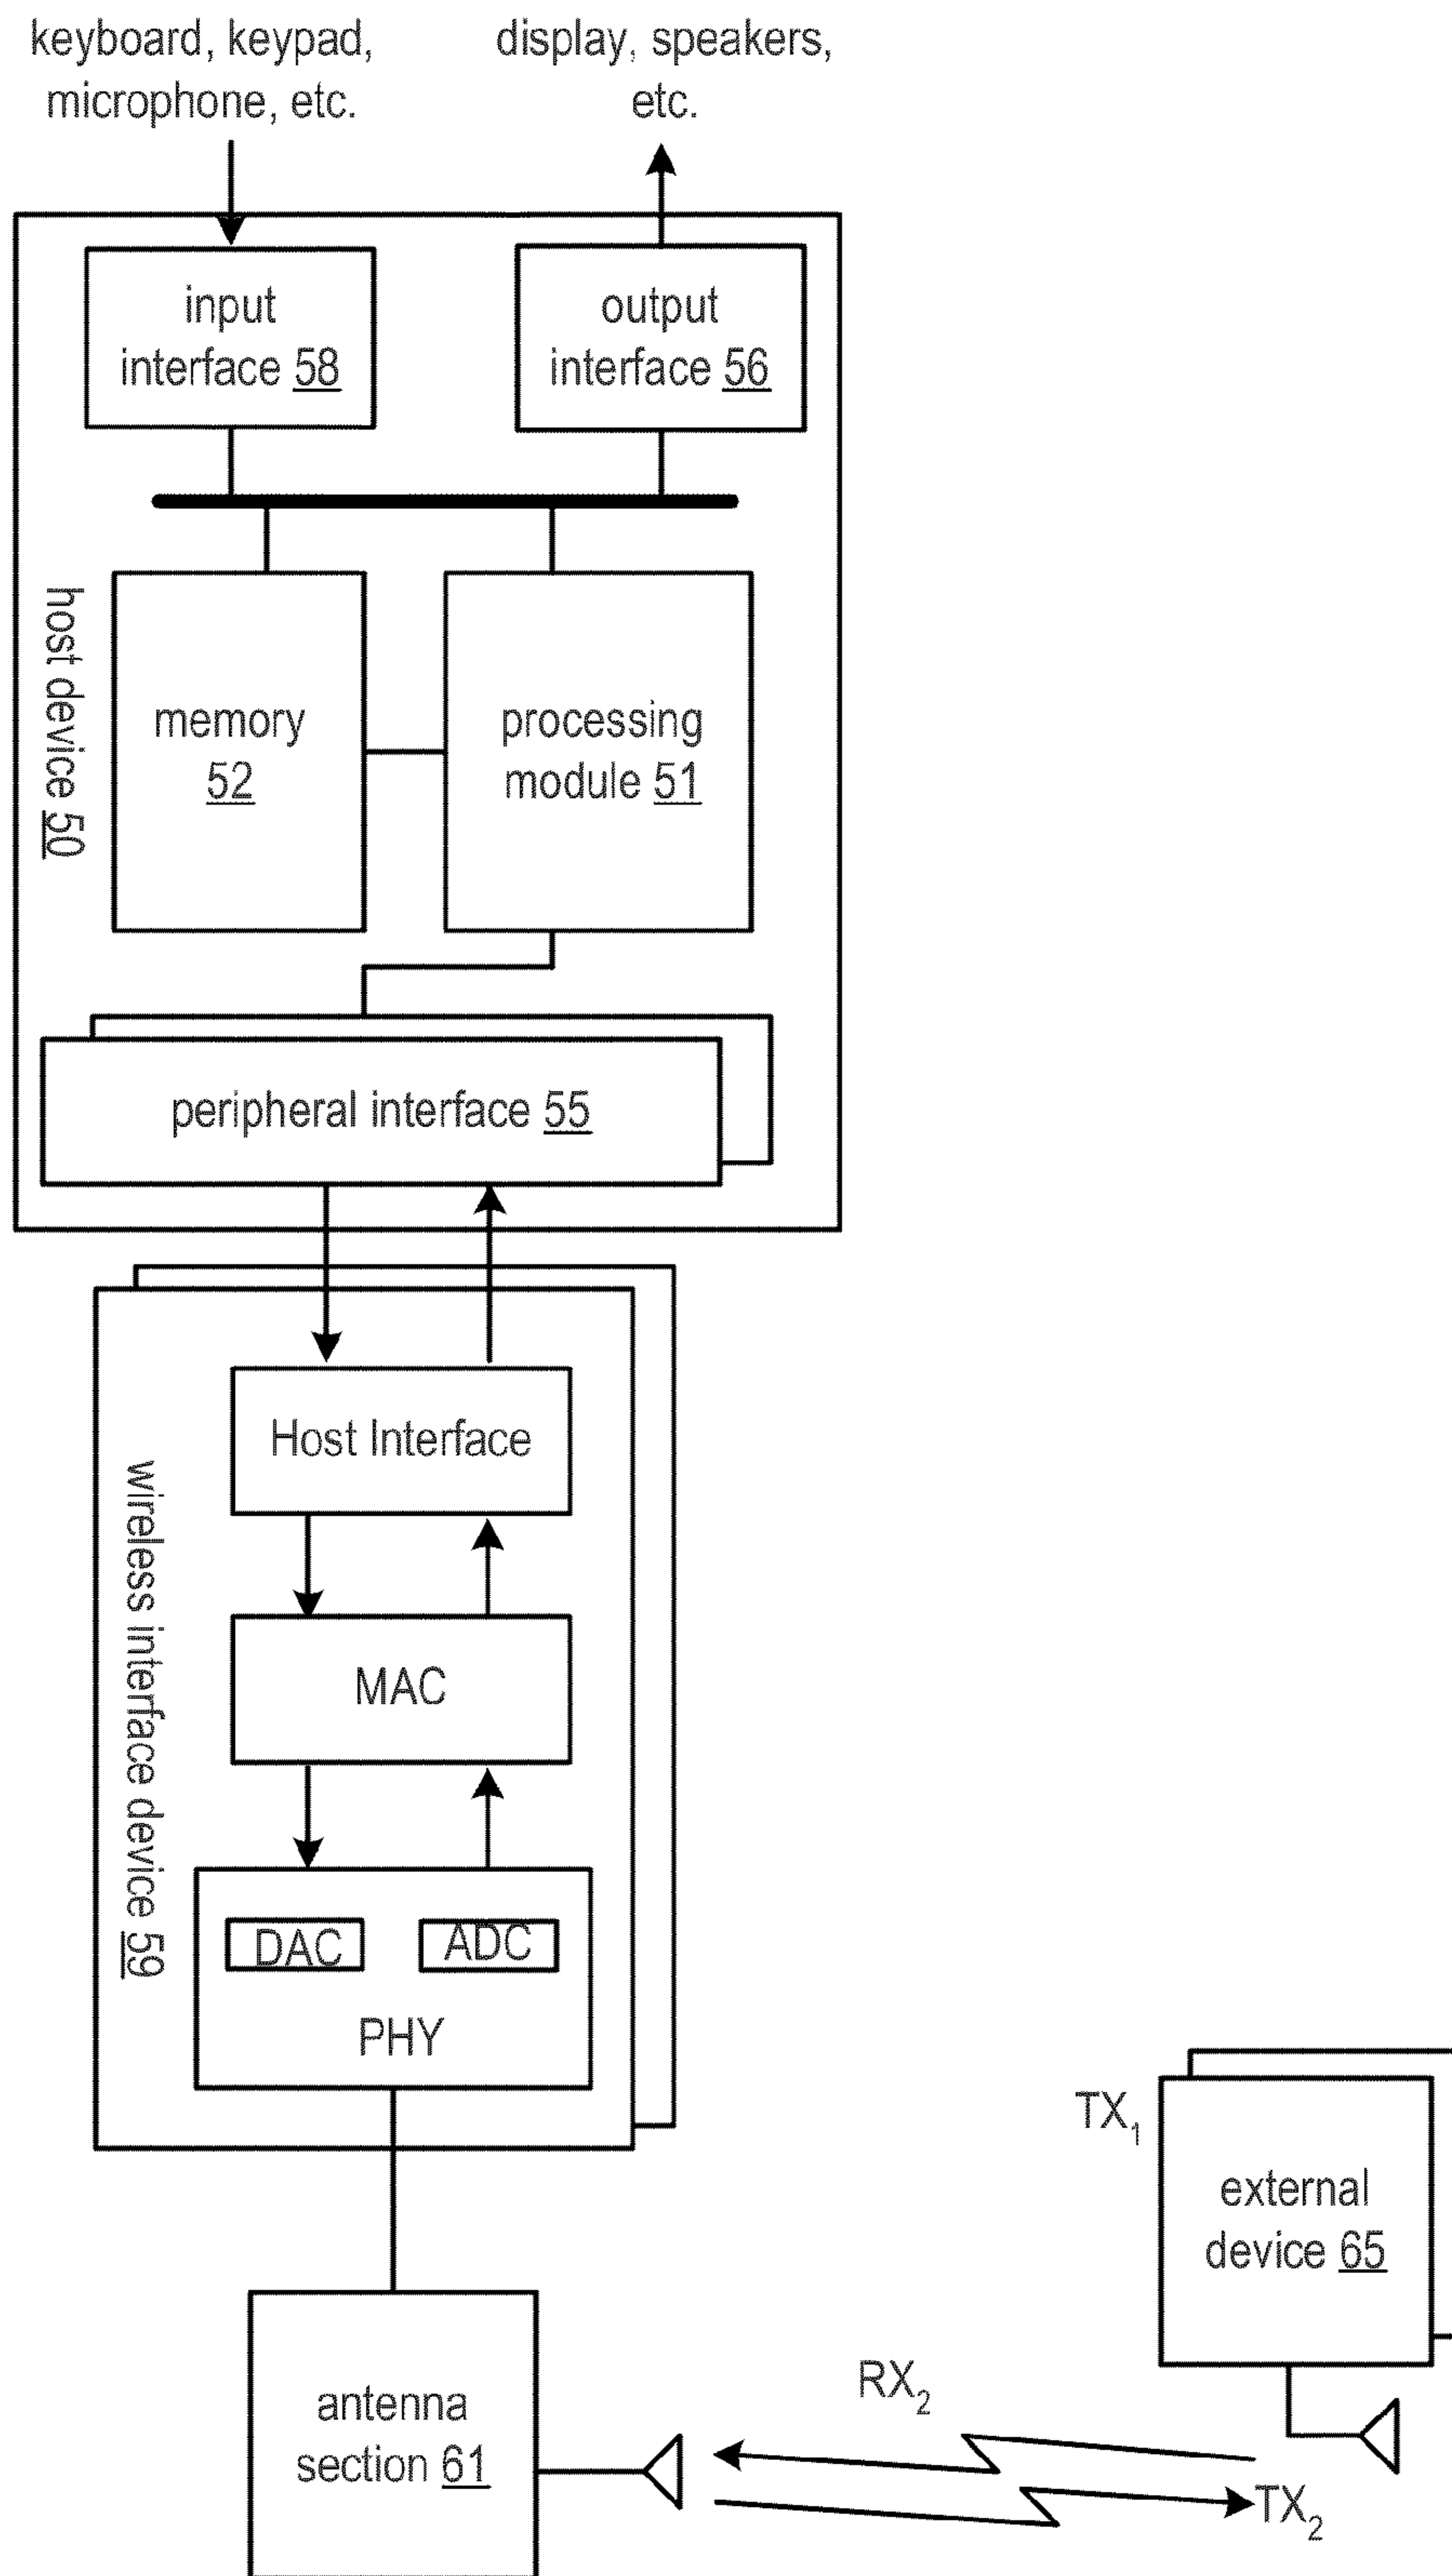 keyboard, keypad,
microphone, etc.
display, speakers,
etc.
input
interface 58
output
interface 56
host device 50
memory
52
processing
module 51
peripheral interface 55
wireless interface device 59
Host Interface
MAC
DAC
ADC
PHY
TX1
external
device 65
antenna
section 61
RX2
TX2